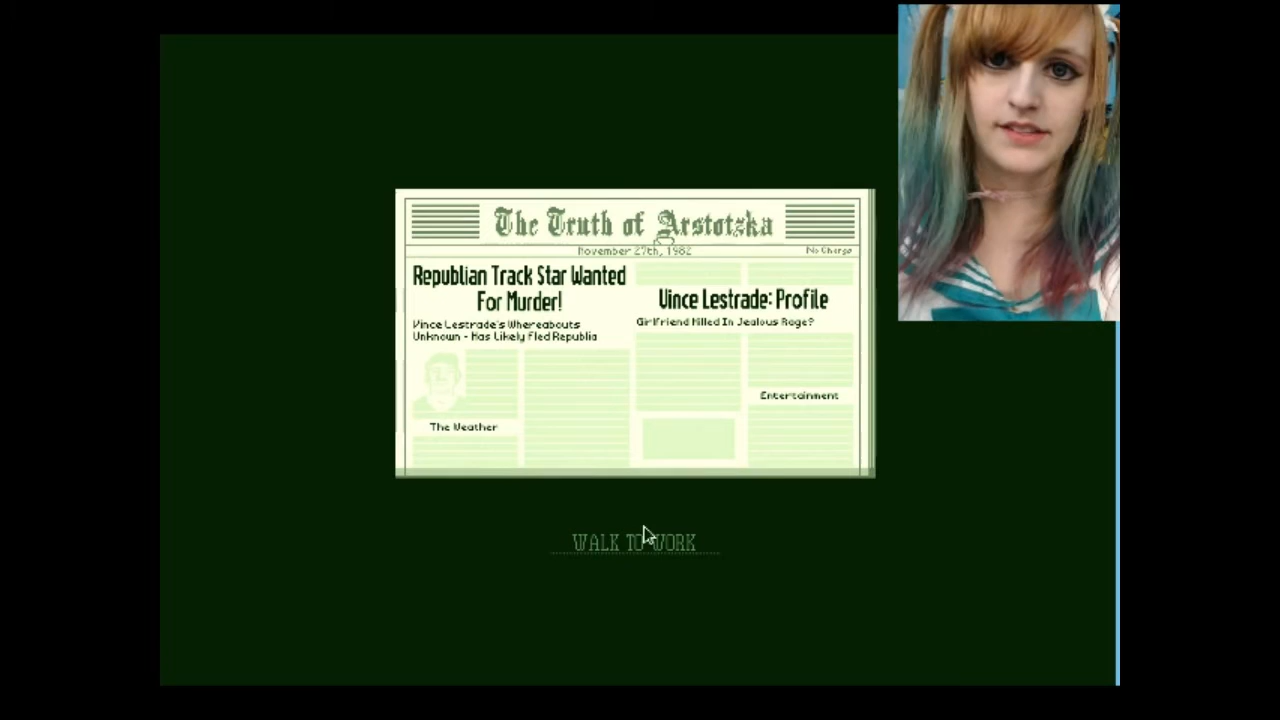 The Truth of Arstotzka
November 27th, 1982
No Charge
Republian Track Star Wanted
For Murder!
Vince Lestrade's Whereabouts
Unknown - Has Likely Fled Republia
The Weather
Vince Lestrade: Profile
Girlfriend Killed In Jealous Rage?
Entertainment
WALK TO WORK